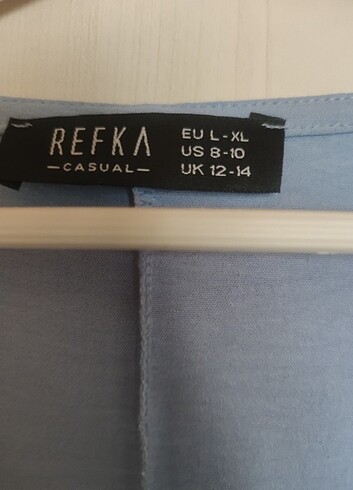 REFKA
—CASUAL—
EU L-XL
US 8-10
UK 12-14